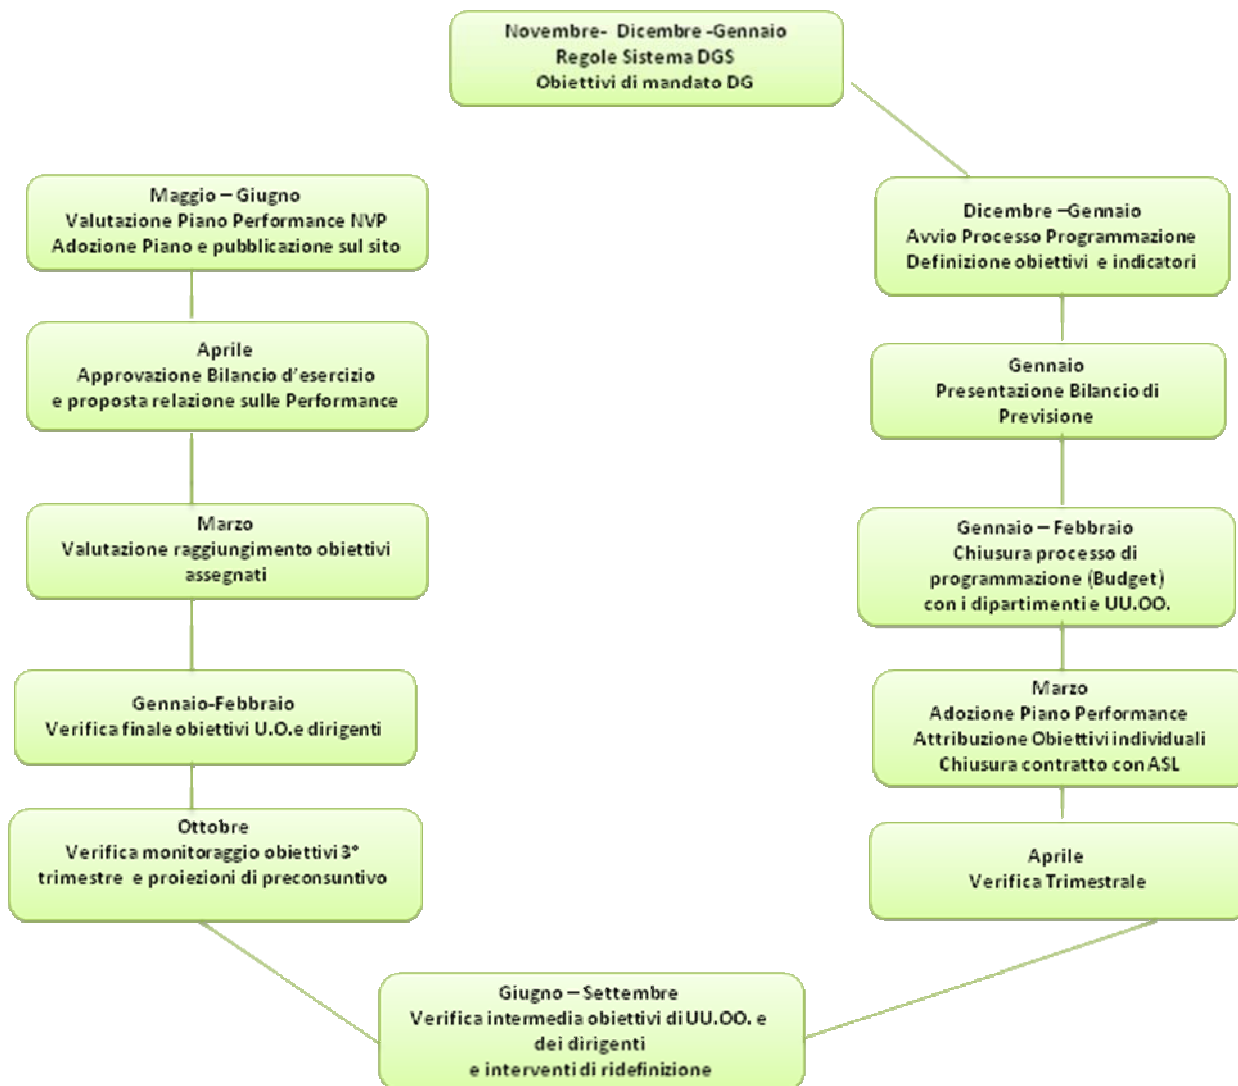 Novembre- Dicembre -Gennaio
Regole Sistema DGS
Obiettivi di mandato DG
Maggio – Giugno
Valutazione Piano Performance NVP
Adozione Piano e pubblicazione sul sito
Dicembre –Gennaio
Avvio Processo Programmazione
Definizione obiettivi e indicatori
Aprile
Approvazione Bilancio d'esercizio
e proposta relazione sulle Performance
Gennaio
Presentazione Bilancio di
Previsione
Marzo
Valutazione raggiungimento obiettivi
assegnati
Gennaio – Febbraio
Chiusura processo di
programmazione (Budget)
con i dipartimenti e UU.OO.
Gennaio-Febbraio
Verifica finale obiettivi U.O.e dirigenti
Marzo
Adozione Piano Performance
Attribuzione Obiettivi individuali
Chiusura contratto con ASL
Ottobre
Verifica monitoraggio obiettivi 3°
trimestre e proiezioni di preconsuntivo
Aprile
Verifica Trimestrale
Giugno – Settembre
Verifica intermedia obiettivi di UU.OO. e
dei dirigenti
e interventi di ridefinizione